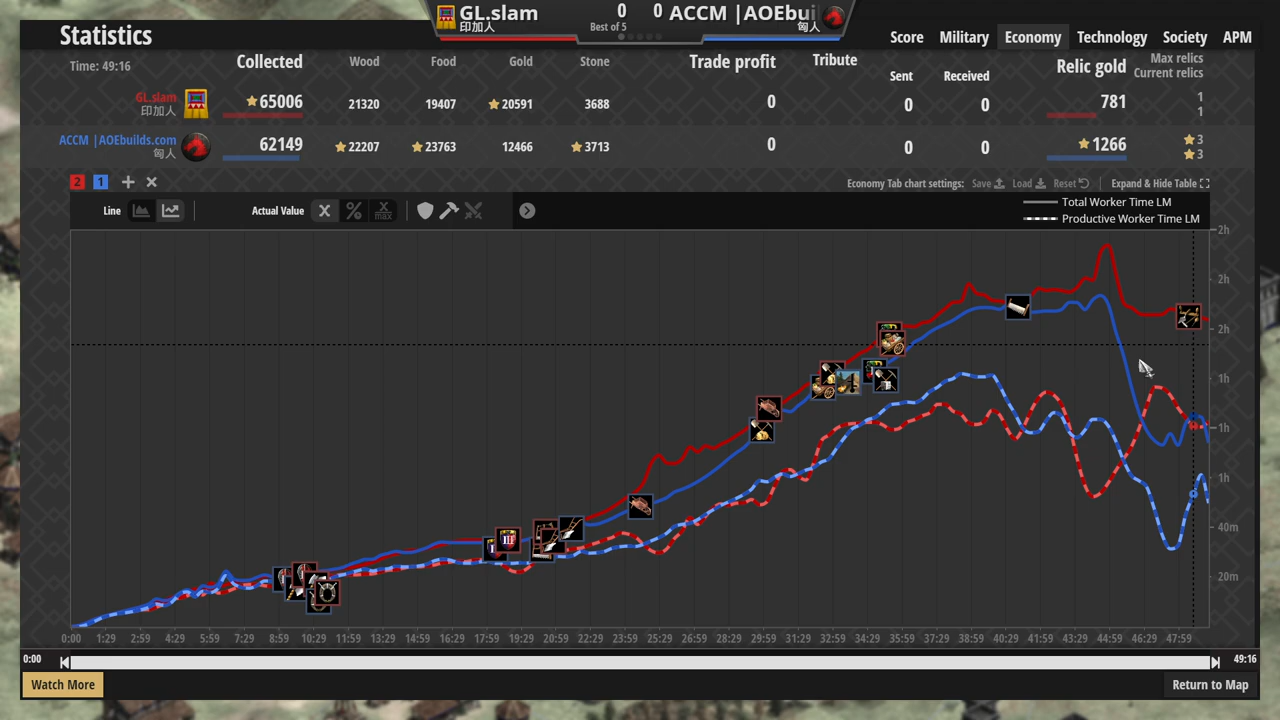 GL.slam 0 0 ACCM |AOEbui
印加人 Best of 5 匈人
Statistics
Score Military Economy Technology Society APM
Time: 49:16 Collected Wood Food Gold Stone Trade profit Tribute Sent Received Relic gold Max relics
Current relics
GL.slam 65006 21320 19407 20591 3688 0 0 0 781 1
印加人 1
ACCM |AOEbuilds.com 62149 22207 23763 12466 3713 0 0 0 1266 3
匈人 3
2 1 Economy Tab chart settings: Save Load Reset Expand & Hide Table
Line Actual Value X % X/max Total Worker Time LM
Productive Worker Time LM
2h
2h
2h
1h
1h
1h
40m
20m
III
0:00 1:29 2:59 4:29 5:59 7:29 8:59 10:29 11:59 13:29 14:59 16:29 17:59 19:29 20:59 22:29 23:59 25:29 26:59 28:29 29:59 31:29 32:59 34:29 35:59 37:29 38:59 40:29 41:59 43:29 44:59 46:29 47:59
0:00 49:16
Watch More Return to Map